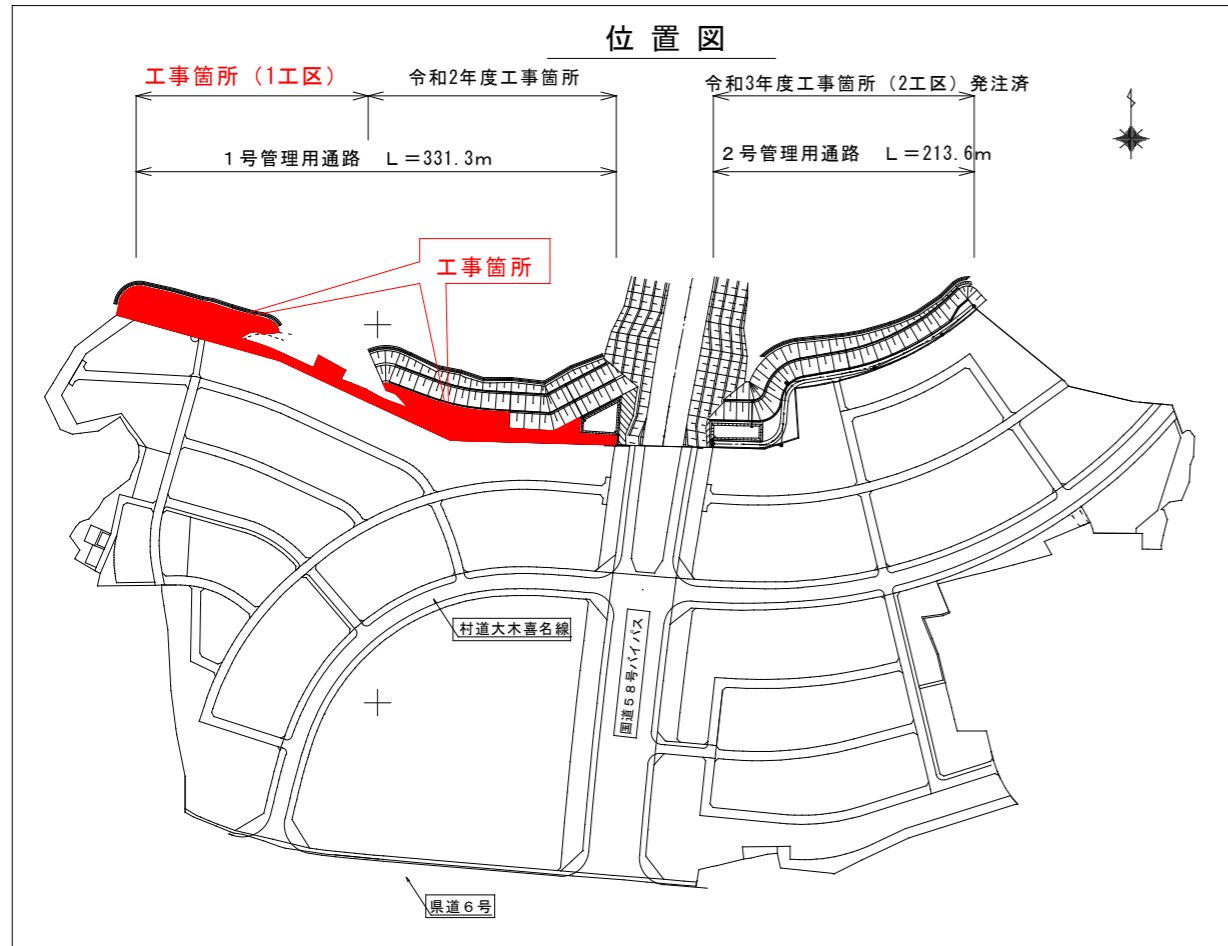 位置図
工事箇所（1工区）
令和2年度工事箇所
令和3年度工事箇所（2工区）発注済
１号管理用通路　Ｌ＝331.3ｍ
２号管理用通路　Ｌ＝213.6ｍ
工事箇所
村道大木喜名線
国道５８号バイパス
県道６号